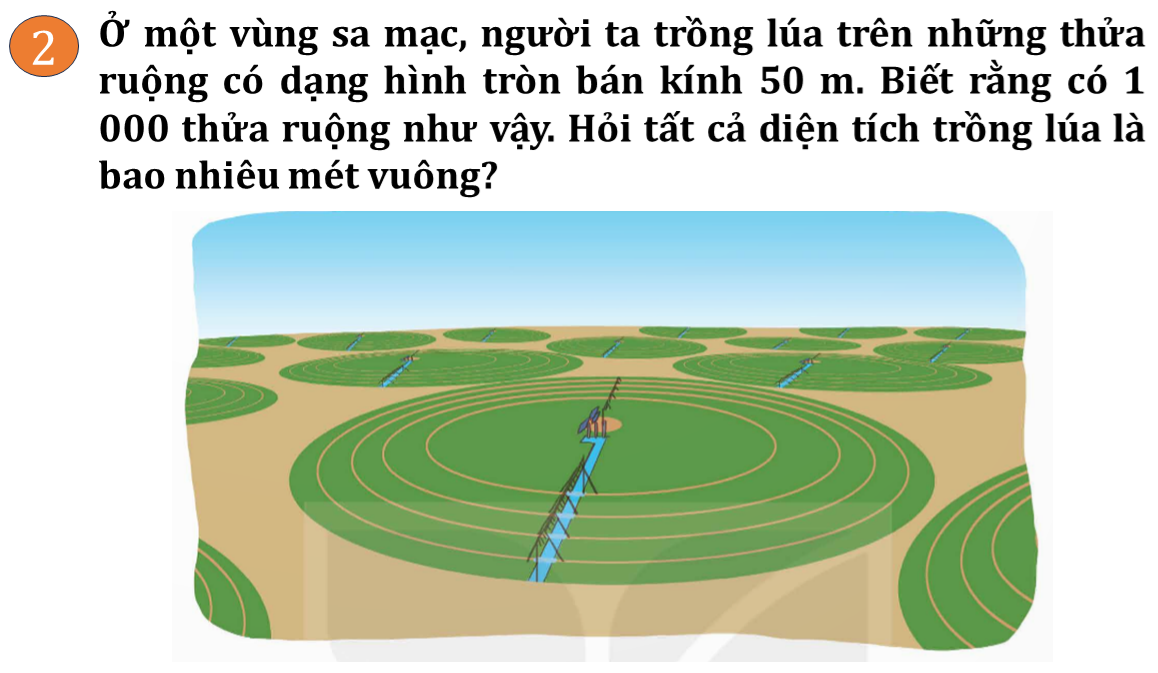 2
Ở một vùng sa mạc, người ta trồng lúa trên những thửa
ruộng có dạng hình tròn bán kính 50 m. Biết rằng có 1
000 thửa ruộng như vậy. Hỏi tất cả diện tích trồng lúa là
bao nhiêu mét vuông?